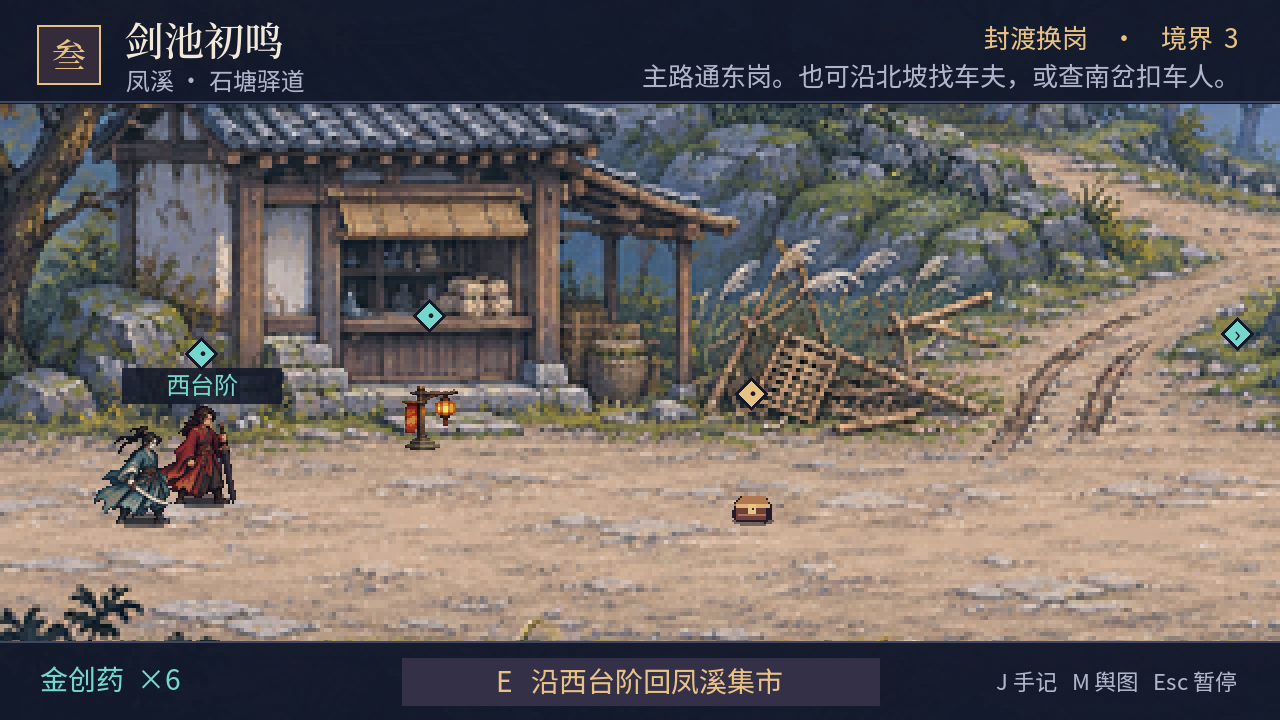 叁
剑池初鸣
凤溪·石塘驿道
封渡换岗 · 境界 3
主路通东岗。也可沿北坡找车夫，或查南岔扣车人。
西台阶
金创药 ×6
E 沿西台阶回凤溪集市
J 手记 M 舆图 Esc 暂停